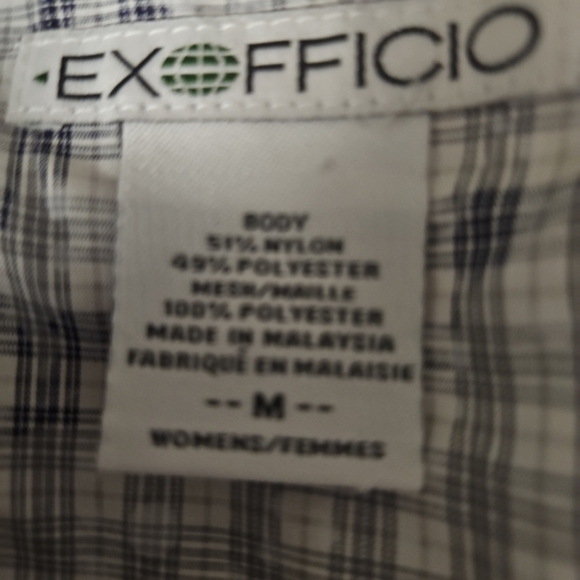 EXOFFICIO
BODY
51% NYLON
49% POLYESTER
MESH/MAILLE
100% POLYESTER
MADE IN MALAYSIA
FABRIQUÉ EN MALAISIE
-- M --
WOMENS/FEMMES